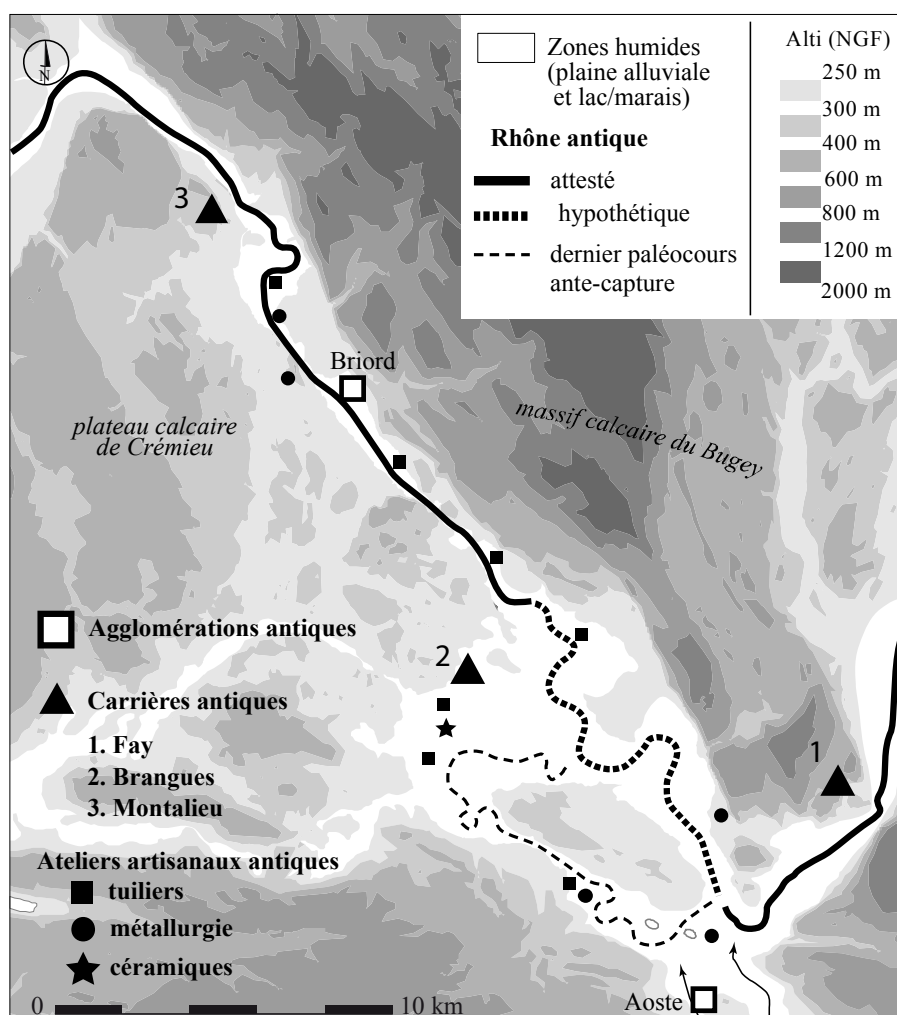 N
Zones humides
(plaine alluviale
et lac/marais)
Rhône antique
attesté
hypothétique
dernier paléocours
ante-capture
Alti (NGF)
250 m
300 m
400 m
600 m
800 m
1200 m
2000 m
3
Briord
plateau calcaire
de Crémieu
massif calcaire du Bugey
Agglomérations antiques
2
Carrières antiques
1. Fay
2. Brangues
3. Montalieu
1
Ateliers artisanaux antiques
tuiliers
métallurgie
céramiques
0
10 km
Aoste